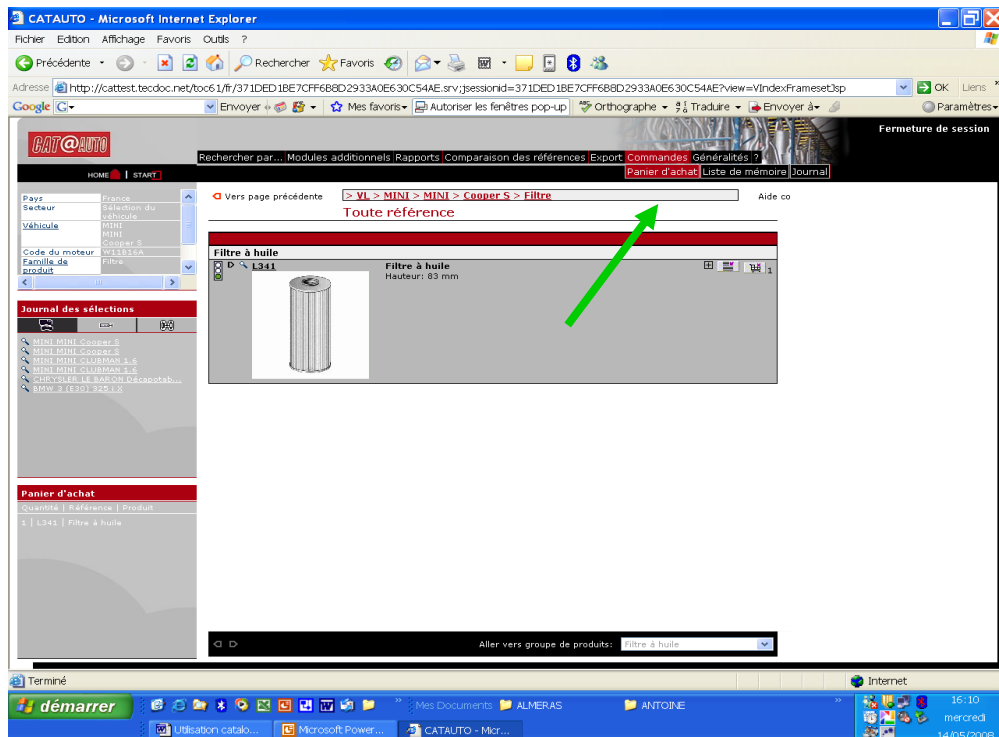 CATAUTO - Microsoft Internet Explorer
Fichier Edition Affichage Favoris Outils ?
Précédente Rechercher Favoris
Adresse http://cattest.tecdoc.net/toc61/fr/371DED1BE7CFF6B8D2933A0E630C54AE.srv;jsessionid=371DED1BE7CFF6B8D2933A0E630C54AE?view=VIndexFramesetJsp OK Liens »
Google G Envoyer Mes favoris Autoriser les fenêtres pop-up Orthographe Traduire Envoyer à Paramètres
CAT@AUTO
Fermeture de session
Rechercher par... Modules additionnels Rapports Comparaison des références Export Commandes Généralités ?
HOME | START
Panier d'achat Liste de mémoire Journal
Pays France
Secteur Sélection du véhicule
Véhicule MINI
MINI
Cooper S
Code du moteur W11B16A
Famille de produit Filtre
Vers page précédente
> VL > MINI > MINI > Cooper S > Filtre
Aide co
Toute référence
Filtre à huile
D L341 Filtre à huile
Hauteur: 83 mm
1
Journal des sélections
MINI MINI Cooper S
MINI MINI Cooper S
MINI MINI CLUBMAN 1.6
MINI MINI CLUBMAN 1.6
CHRYSLER LE BARON Décapotab...
BMW 3 (E30) 325 i X
Panier d'achat
Quantité | Référence | Produit
1 | L341 | Filtre à huile
Aller vers groupe de produits: Filtre à huile
Terminé Internet
démarrer » Mes Documents ALMERAS ANTOINE » 16:10
mercredi
Utilisation catalo... Microsoft Power... CATAUTO - Micr... 14/05/2008